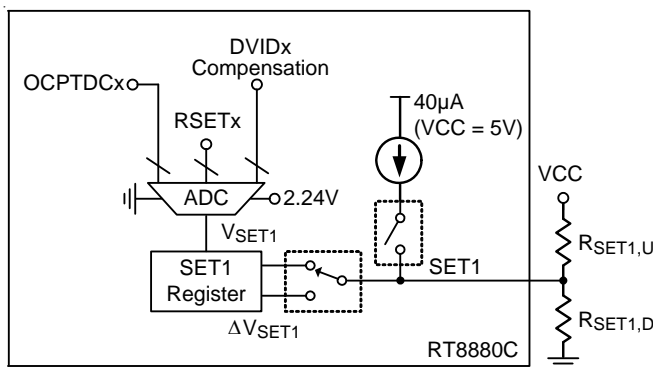 DVIDx
Compensation
OCPTDCx
RSETx
40µA
(VCC = 5V)
VCC
ADC
2.24V
VSET1
SET1
Register
SET1
RSET1,U
RSET1,D
ΔVSET1
RT8880C